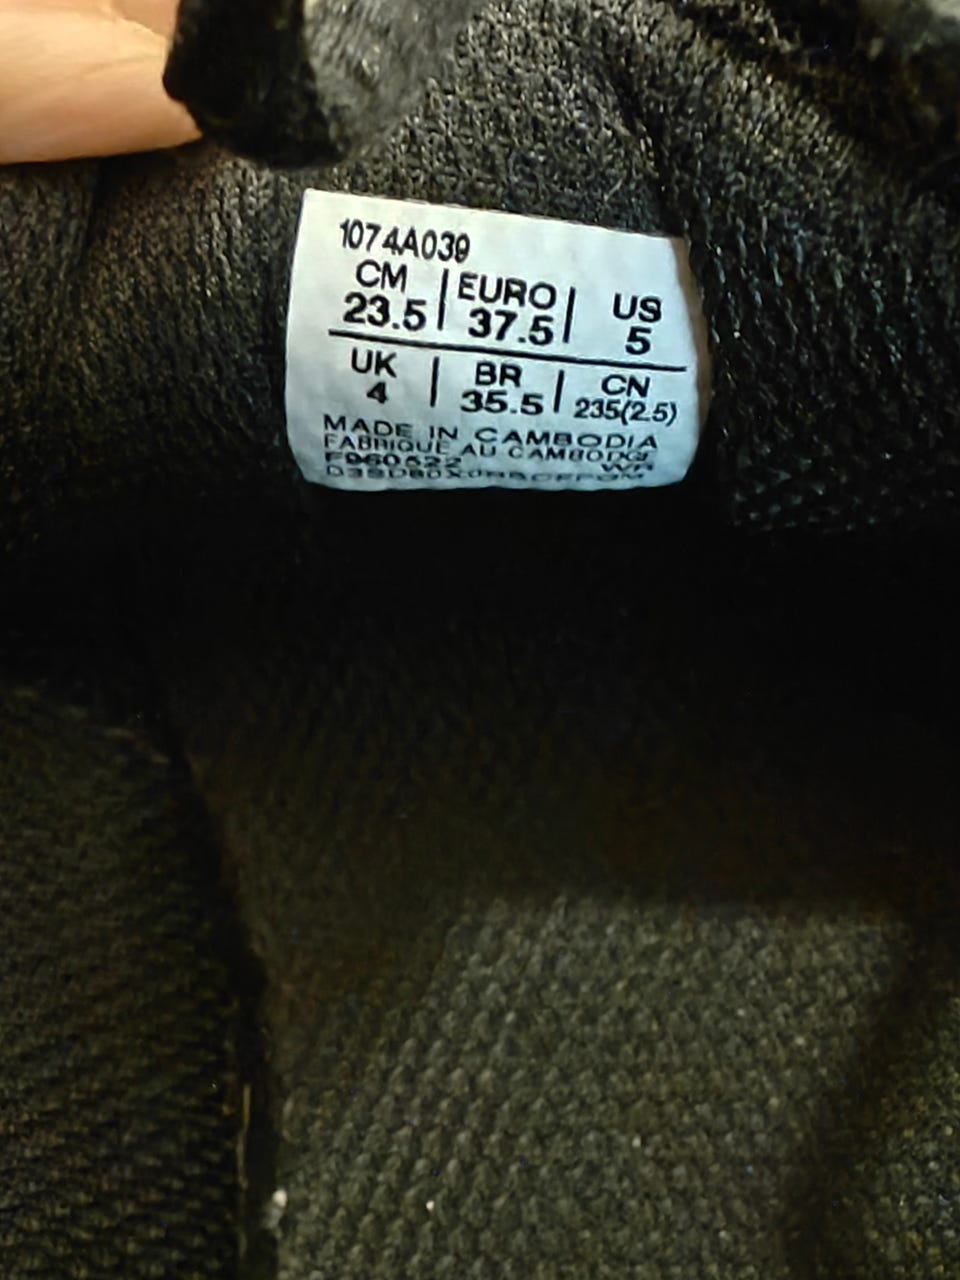 1074A039
CM | EURO | US
23.5 | 37.5 | 5
UK | BR | CN
4 | 35.5 | 235(2.5)
MADE IN CAMBODIA
FABRIQUE AU CAMBODGE